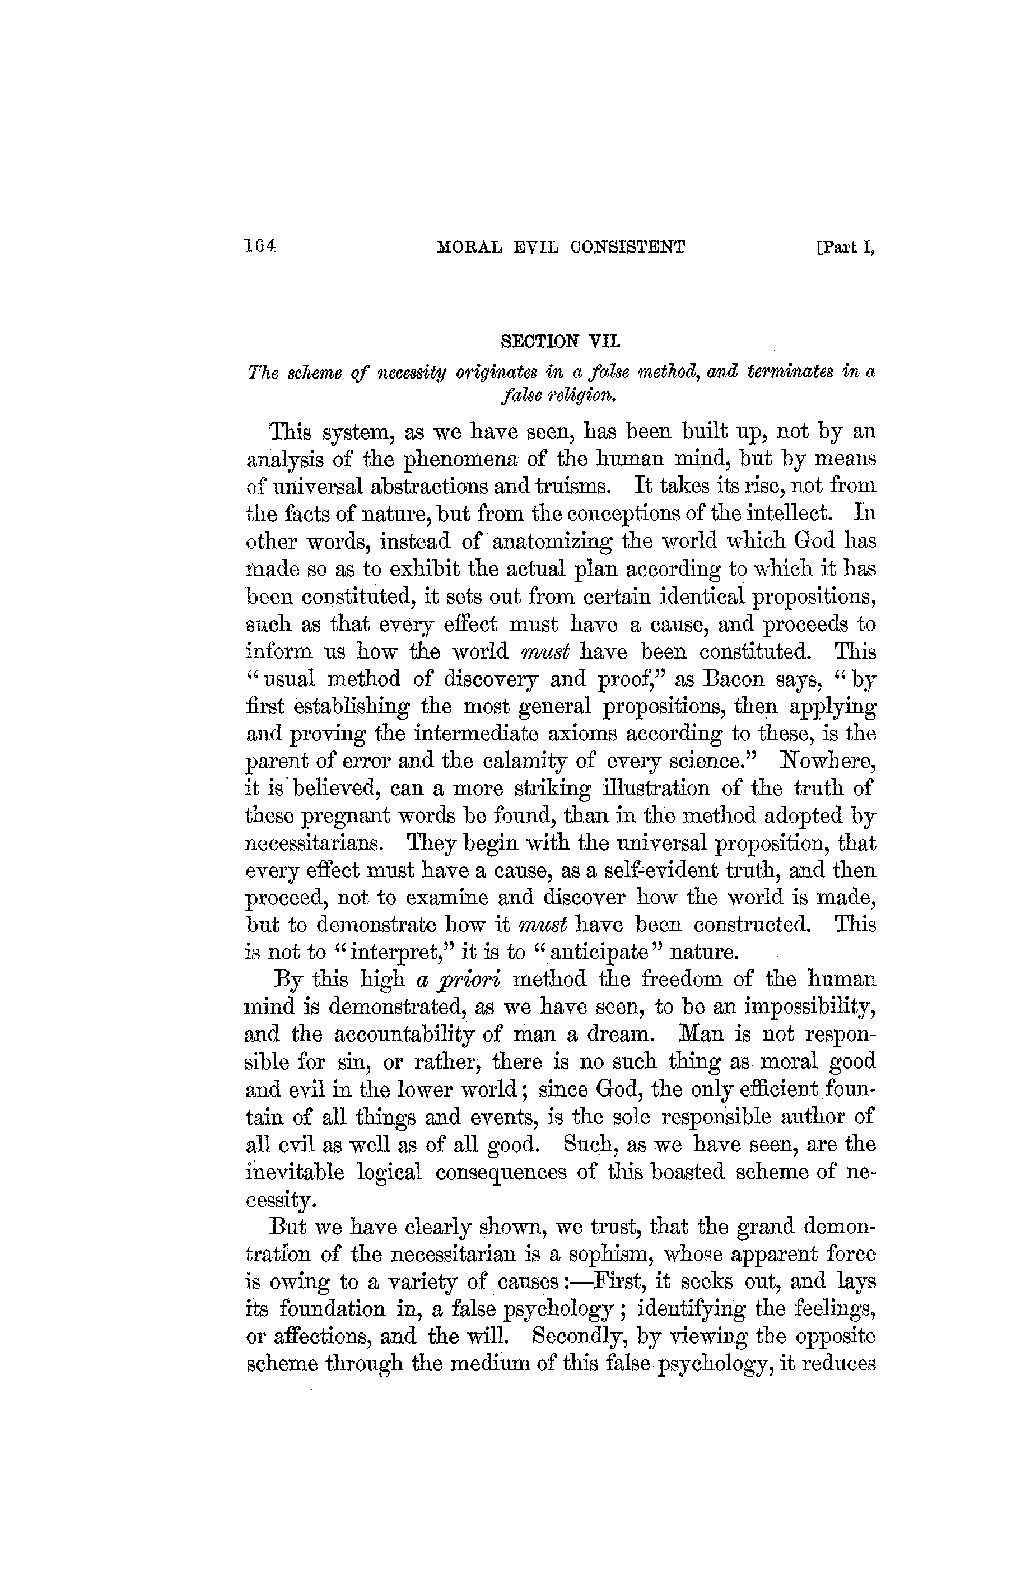 164 MORAL EVIL CONSISTENT [Part I,
SECTION VII.
The scheme of necessity originates in a false method, and terminates in a
false religion.
This system, as we have seen, has been built up, not by an
analysis of the phenomena of the human mind, but by means
of universal abstractions and truisms. It takes its rise, not from
the facts of nature, but from the conceptions of the intellect. In
other words, instead of anatomizing the world which God has
made so as to exhibit the actual plan according to which it has
been constituted, it sets out from certain identical propositions,
such as that every effect must have a cause, and proceeds to
inform us how the world must have been constituted. This
“usual method of discovery and proof,” as Bacon says, “by
first establishing the most general propositions, then applying
and proving the intermediate axioms according to these, is the
parent of error and the calamity of every science.” Nowhere,
it is believed, can a more striking illustration of the truth of
these pregnant words be found, than in the method adopted by
necessitarians. They begin with the universal proposition, that
every effect must have a cause, as a self-evident truth, and then
proceed, not to examine and discover how the world is made,
but to demonstrate how it must have been constructed. This
is not to “interpret,” it is to “anticipate” nature.
By this high a priori method the freedom of the human
mind is demonstrated, as we have seen, to be an impossibility,
and the accountability of man a dream. Man is not respon-
sible for sin, or rather, there is no such thing as moral good
and evil in the lower world; since God, the only efficient foun-
tain of all things and events, is the sole responsible author of
all evil as well as of all good. Such, as we have seen, are the
inevitable logical consequences of this boasted scheme of ne-
cessity.
But we have clearly shown, we trust, that the grand demon-
tration of the necessitarian is a sophism, whose apparent force
is owing to a variety of causes:—First, it seeks out, and lays
its foundation in, a false psychology; identifying the feelings,
or affections, and the will. Secondly, by viewing the opposite
scheme through the medium of this false psychology, it reduces